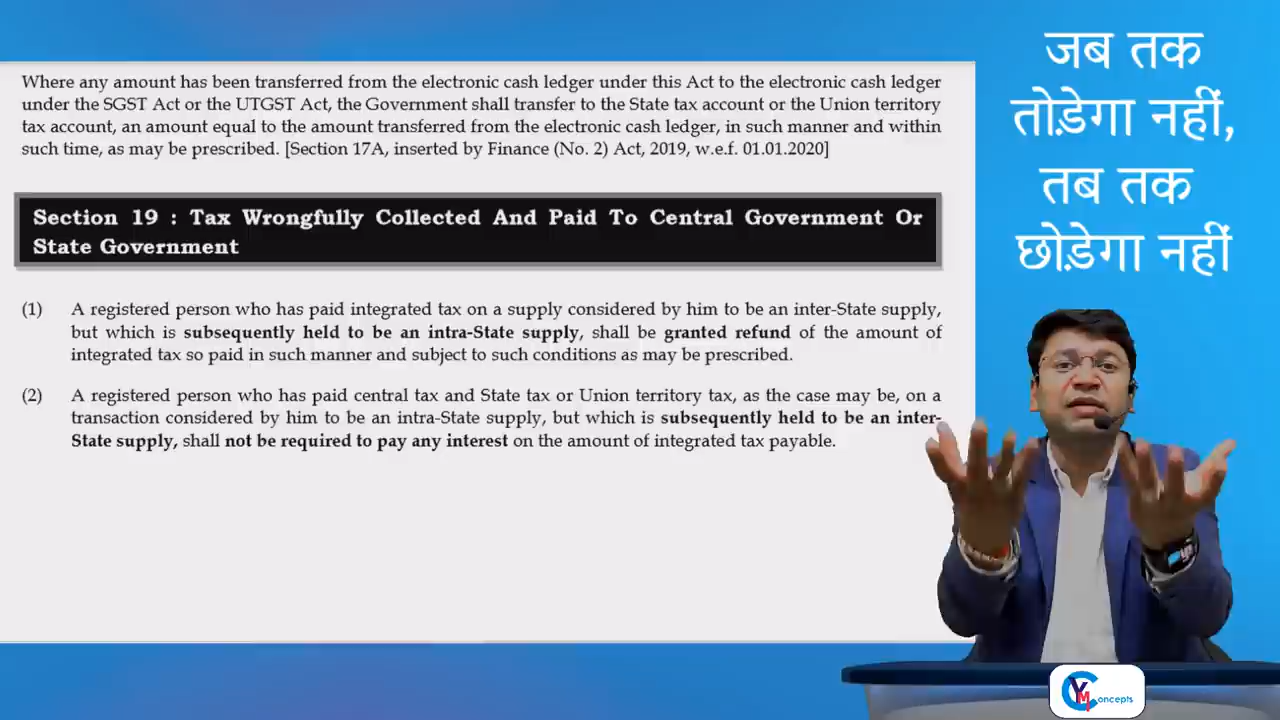 Where any amount has been transferred from the electronic cash ledger under this Act to the electronic cash ledger
under the SGST Act or the UTGST Act, the Government shall transfer to the State tax account or the Union territory
tax account, an amount equal to the amount transferred from the electronic cash ledger, in such manner and within
such time, as may be prescribed. [Section 17A, inserted by Finance (No. 2) Act, 2019, w.e.f. 01.01.2020]
Section 19 : Tax Wrongfully Collected And Paid To Central Government Or
State Government
(1) A registered person who has paid integrated tax on a supply considered by him to be an inter-State supply,
but which is subsequently held to be an intra-State supply, shall be granted refund of the amount of
integrated tax so paid in such manner and subject to such conditions as may be prescribed.
(2) A registered person who has paid central tax and State tax or Union territory tax, as the case may be, on a
transaction considered by him to be an intra-State supply, but which is subsequently held to be an inter-
State supply, shall not be required to pay any interest on the amount of integrated tax payable.
जब तक
तोड़ेगा नहीं,
तब तक
छोड़ेगा नहीं
YM Concepts